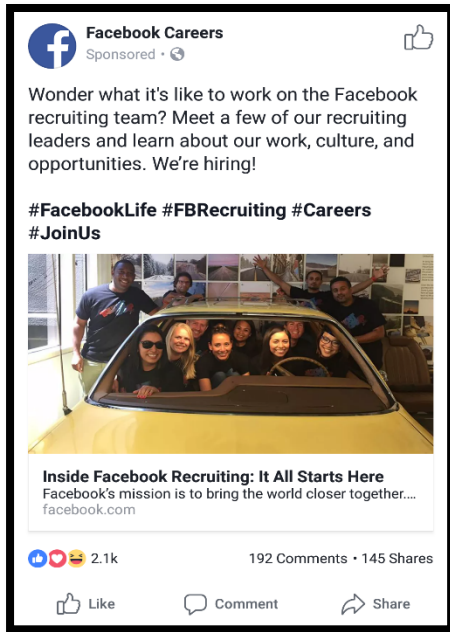 Facebook Careers
Sponsored •
Wonder what it's like to work on the Facebook
recruiting team? Meet a few of our recruiting
leaders and learn about our work, culture, and
opportunities. We’re hiring!
#FacebookLife #FBRecruiting #Careers
#JoinUs
Inside Facebook Recruiting: It All Starts Here
Facebook’s mission is to bring the world closer together....
facebook.com
2.1k
192 Comments • 145 Shares
Like
Comment
Share